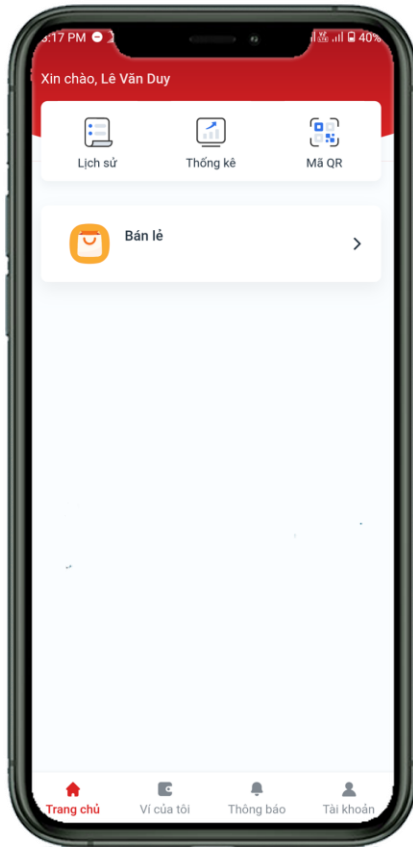 5:17 PM
40%
Xin chào, Lê Văn Duy
Lịch sử
Thống kê
Mã QR
Bán lẻ
Trang chủ
Ví của tôi
Thông báo
Tài khoản